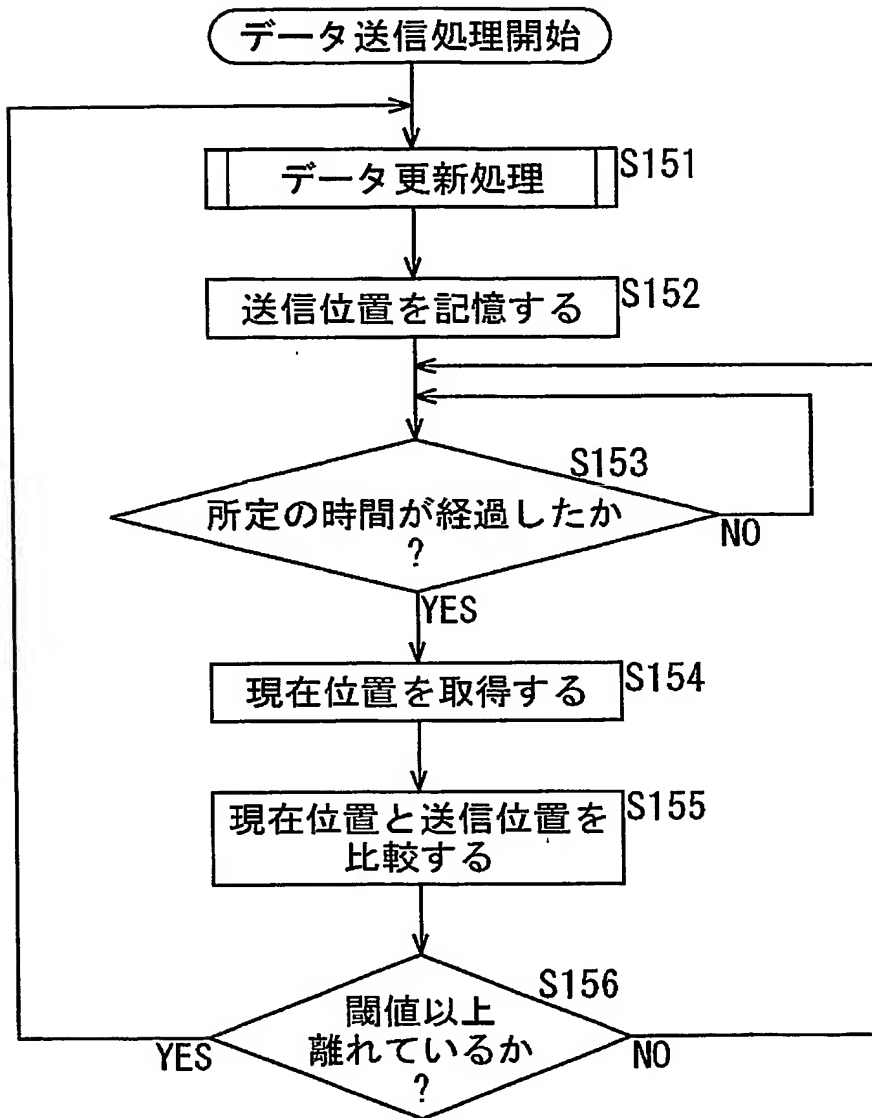 データ送信処理開始
データ更新処理
S151
送信位置を記憶する
S152
S153
所定の時間が経過したか
?
NO
YES
現在位置を取得する
S154
現在位置と送信位置を
比較する
S155
S156
閾値以上
離れているか
?
YES
NO